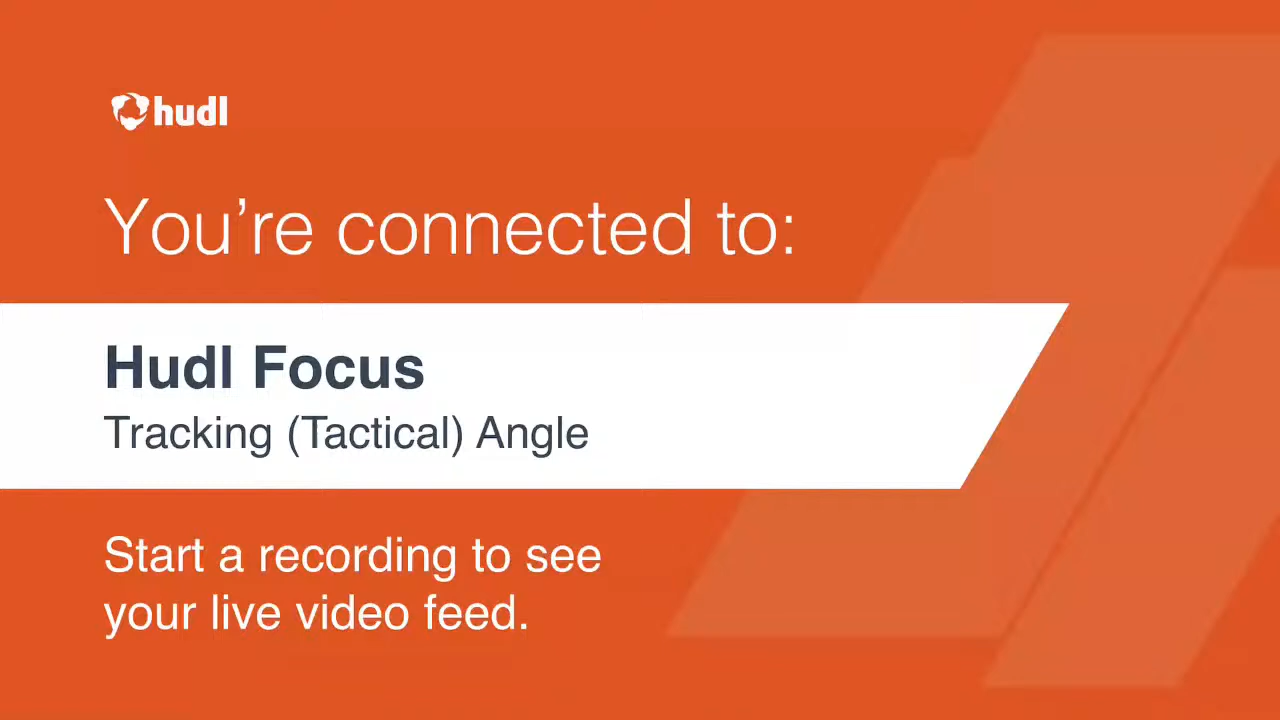 hudl
You’re connected to:
Hudl Focus
Tracking (Tactical) Angle
Start a recording to see
your live video feed.